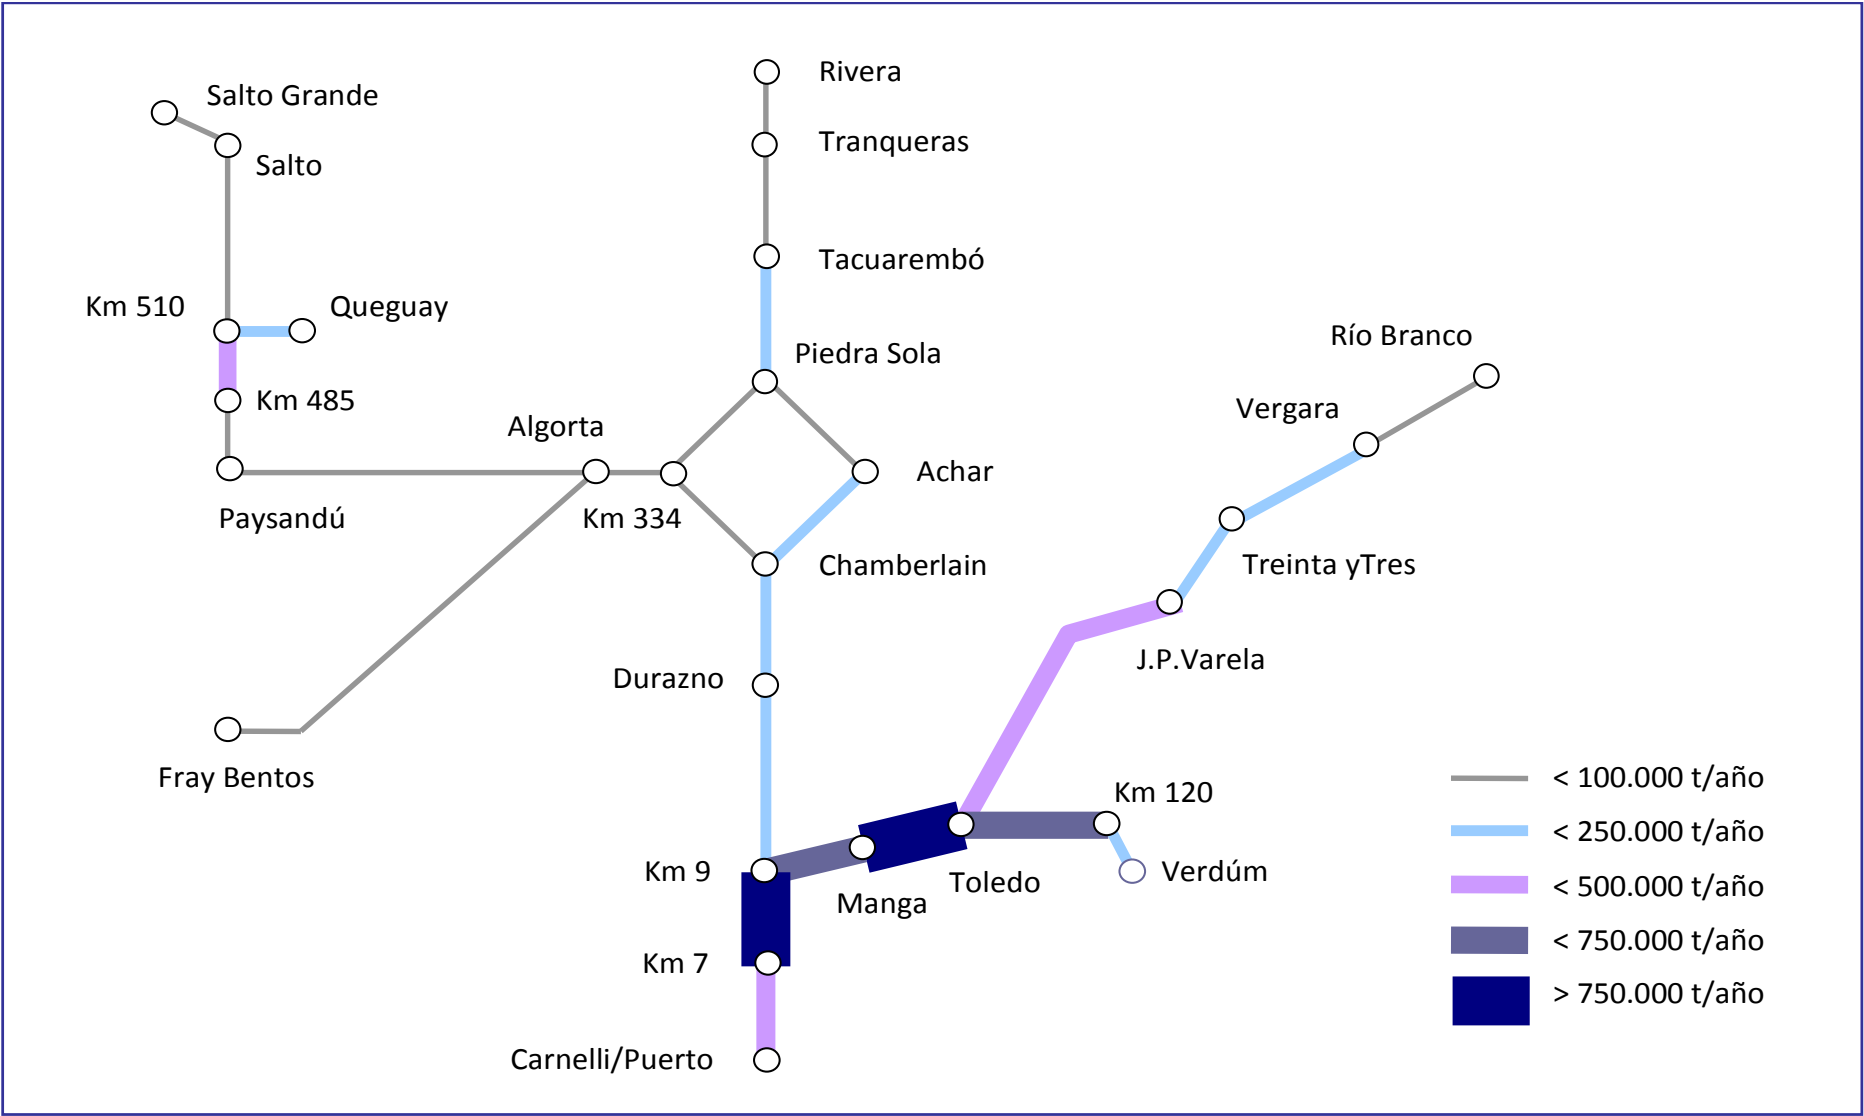 Rivera
Salto Grande
Tranqueras
Salto
Tacuarembó
Km 510
Queguay
Río Branco
Piedra Sola
Km 485
Vergara
Algorta
Achar
Paysandú
Km 334
Chamberlain
Treinta yTres
J.P.Varela
Durazno
Fray Bentos
< 100.000 t/año
Km 120
< 250.000 t/año
Km 9
Verdúm
Toledo
< 500.000 t/año
Manga
< 750.000 t/año
Km 7
> 750.000 t/año
Carnelli/Puerto